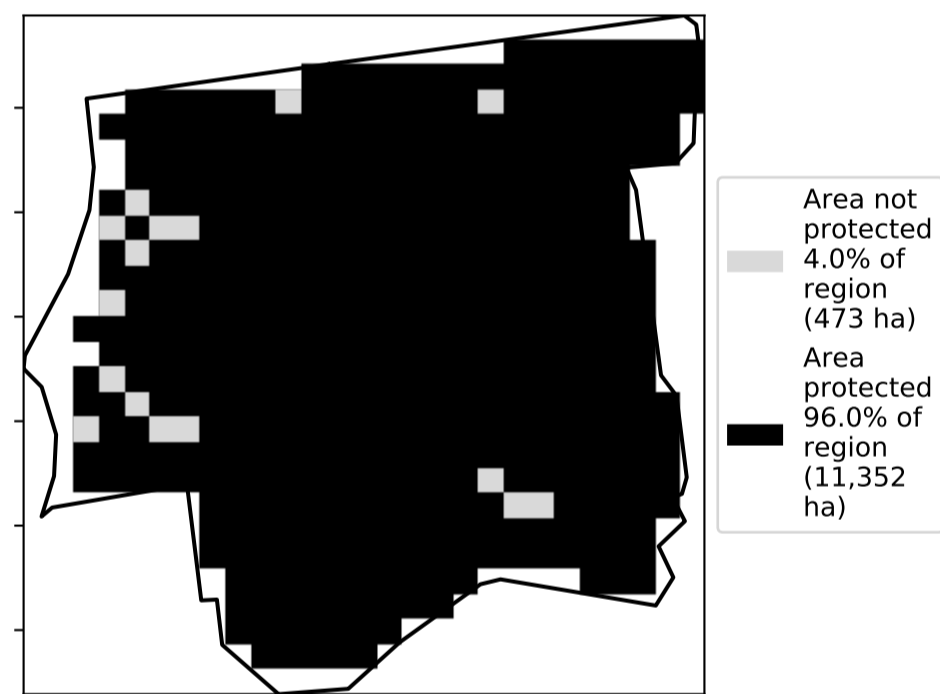 Area not
protected
4.0% of
region
(473 ha)
Area
protected
96.0% of
region
(11,352
ha)